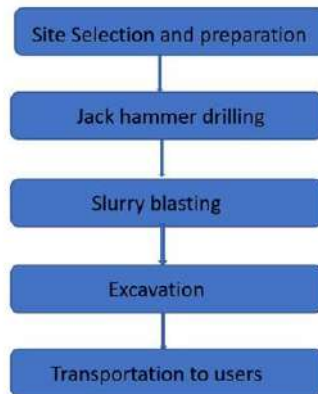 Site Selection and preparation
Jack hammer drilling
Slurry blasting
Excavation
Transportation to users